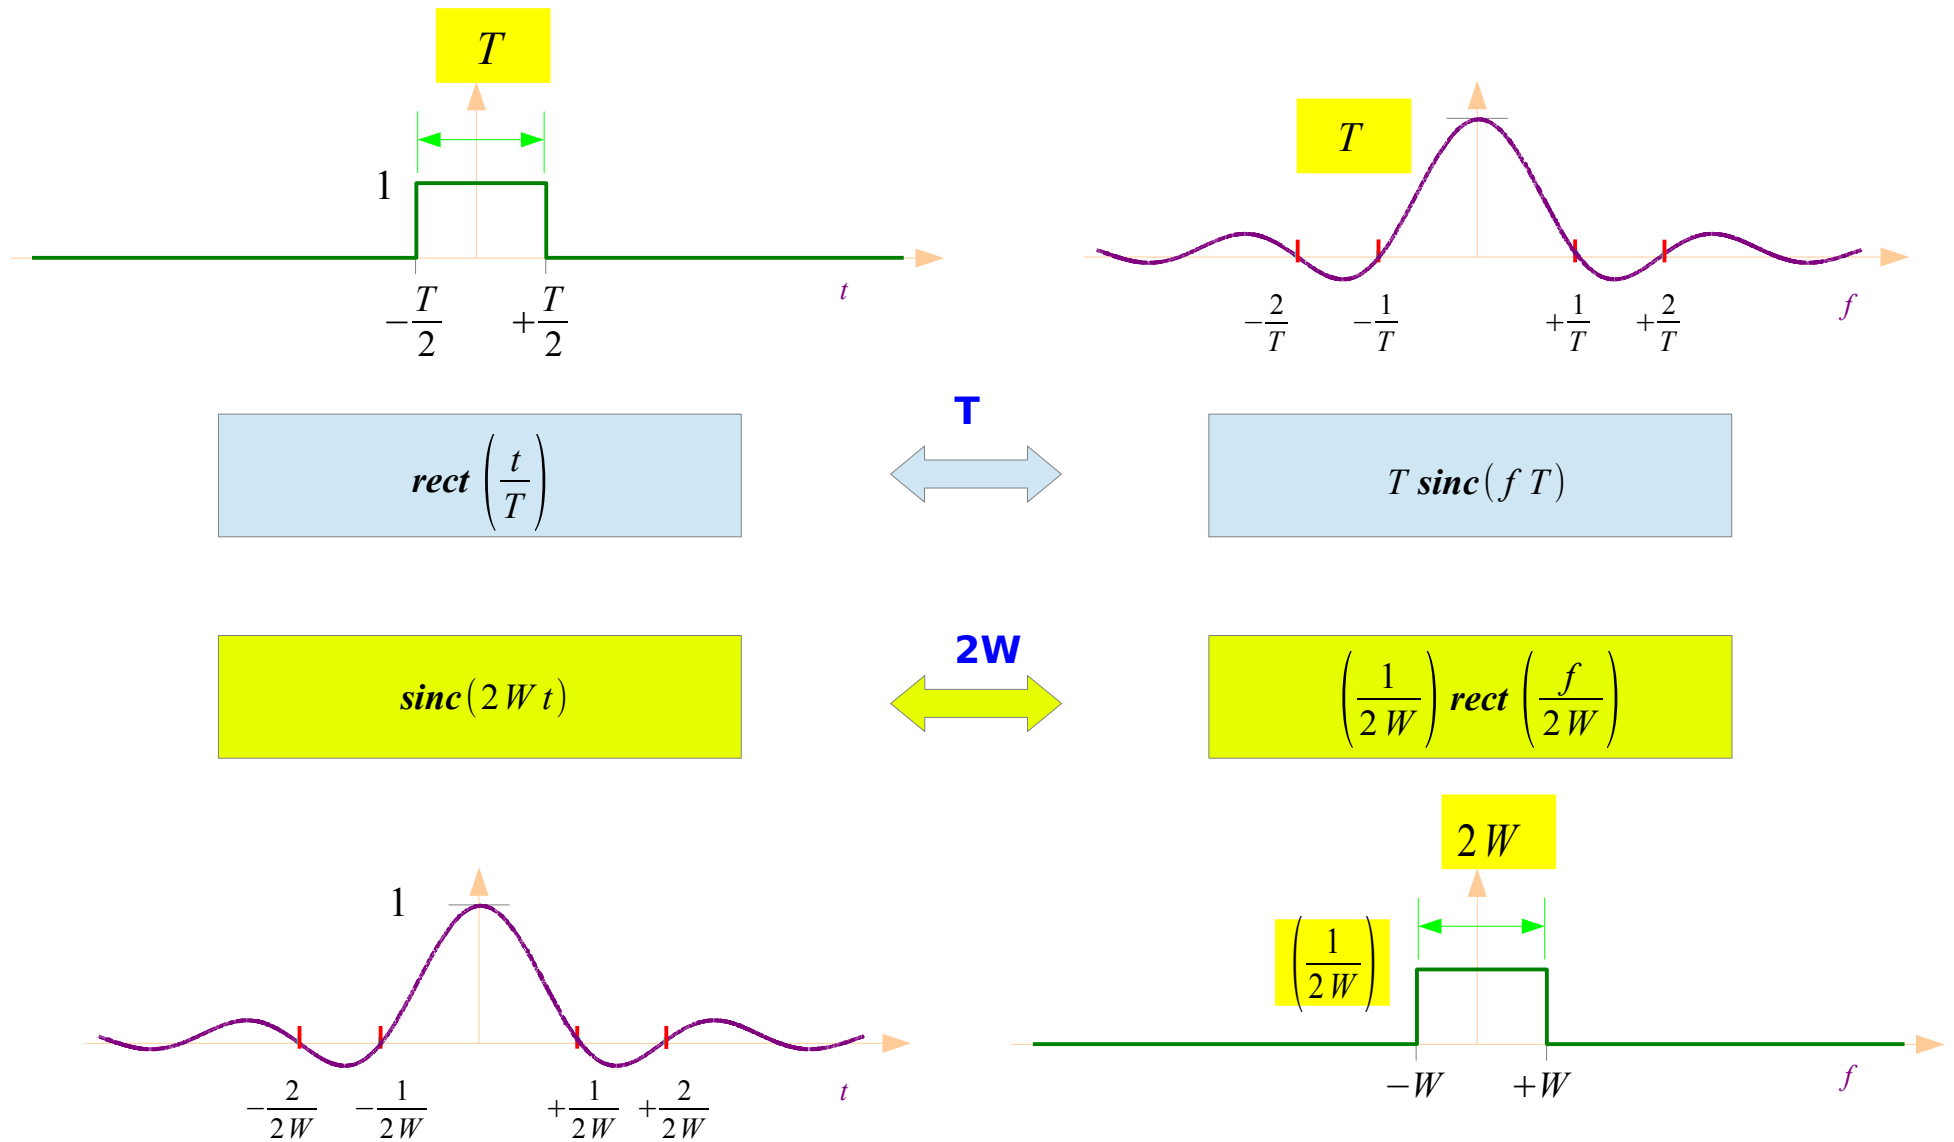 T
1
−T/2 +T/2
t
T
−2/T −1/T +1/T +2/T
f
rect (t/T)
T
T sinc(f T)
sinc(2 W t)
2W
(1/2 W) rect (f/2 W)
1
−2/2 W −1/2 W +1/2 W +2/2 W
t
2 W
(1/2 W)
−W +W
f